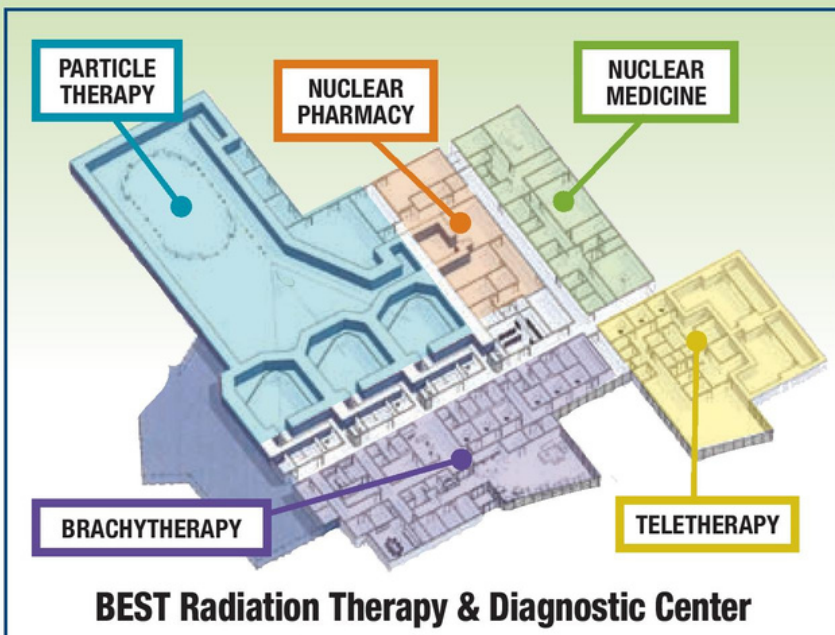 PARTICLE
THERAPY
NUCLEAR
PHARMACY
NUCLEAR
MEDICINE
BRACHYTHERAPY
TELETHERAPY
BEST Radiation Therapy & Diagnostic Center